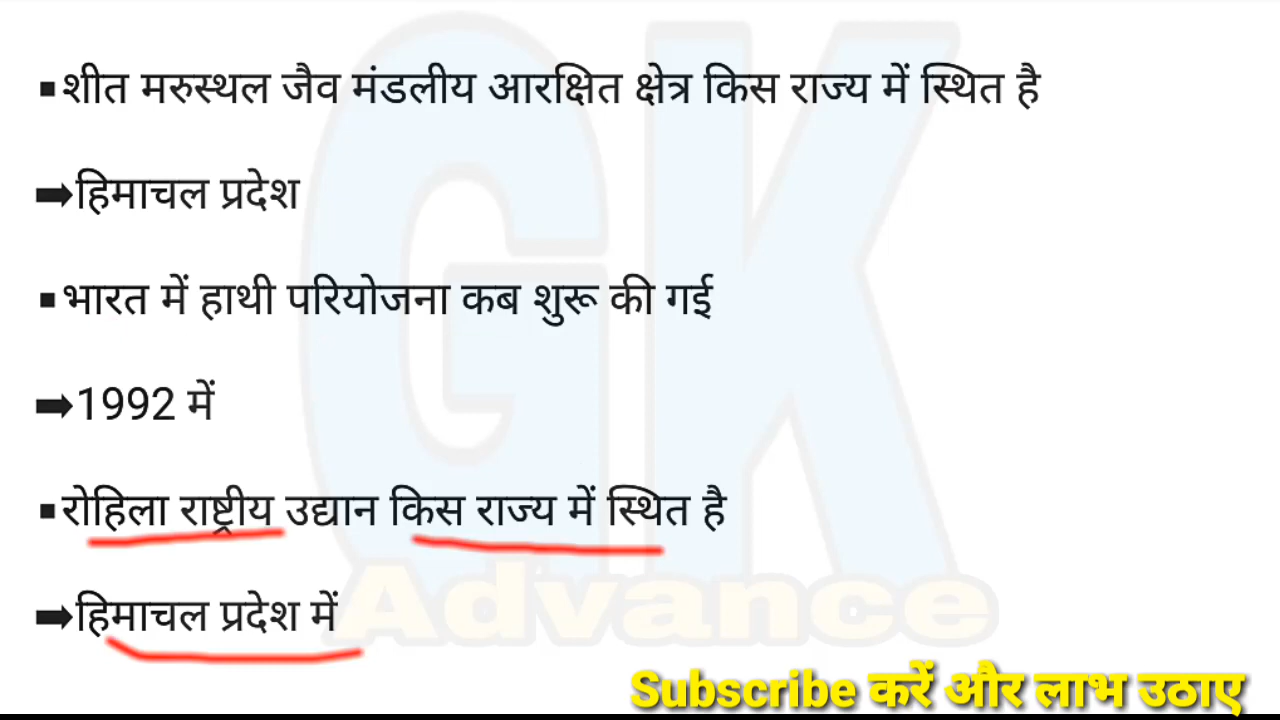 ▪शीत मरुस्थल जैव मंडलीय आरक्षित क्षेत्र किस राज्य में स्थित है
➡हिमाचल प्रदेश
▪भारत में हाथी परियोजना कब शुरू की गई
➡1992 में
▪रोहिला राष्ट्रीय उद्यान किस राज्य में स्थित है
➡हिमाचल प्रदेश में
GK
Advance
Subscribe करें और लाभ उठाए